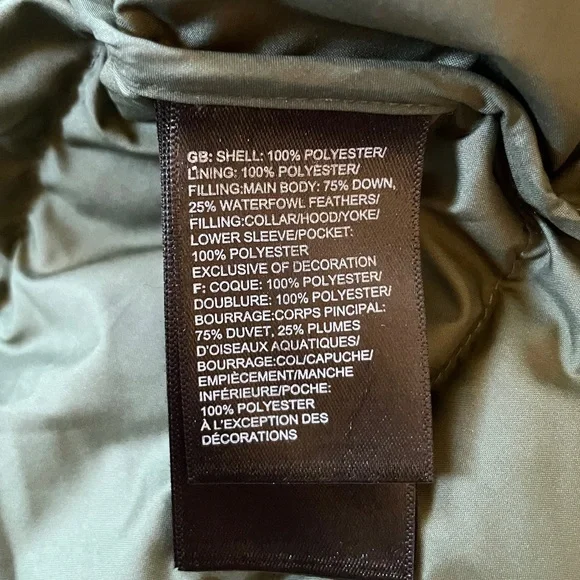 GB: SHELL: 100% POLYESTER/
LINING: 100% POLYESTER/
FILLING:MAIN BODY: 75% DOWN,
25% WATERFOWL FEATHERS/
FILLING:COLLAR/HOOD/YOKE/
LOWER SLEEVE/POCKET:
100% POLYESTER
EXCLUSIVE OF DECORATION
F: COQUE: 100% POLYESTER/
DOUBLURE: 100% POLYESTER/
BOURRAGE:CORPS PINCIPAL:
75% DUVET, 25% PLUMES
D'OISEAUX AQUATIQUES/
BOURRAGE:COL/CAPUCHE/
EMPIÈCEMENT/MANCHE
INFÉRIEURE/POCHE:
100% POLYESTER
À L'EXCEPTION DES
DÉCORATIONS